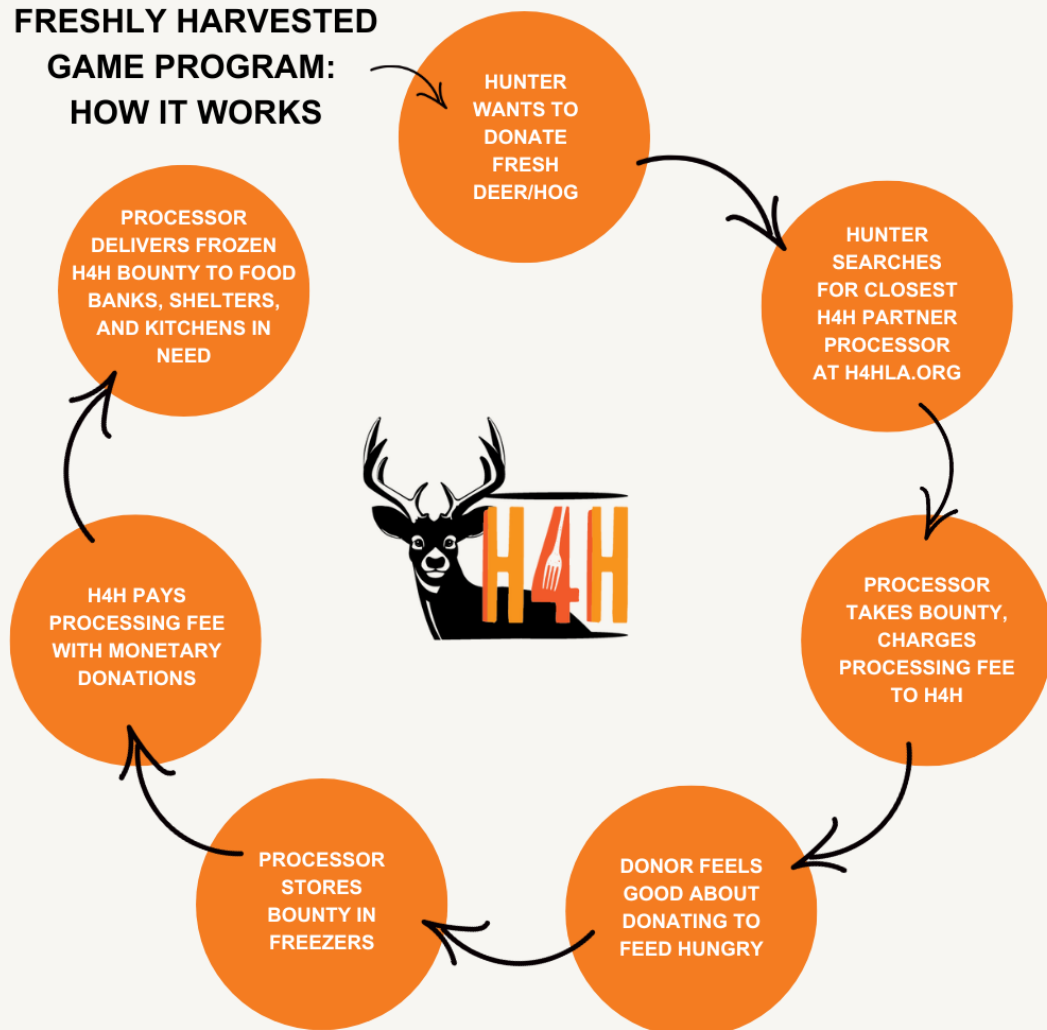 FRESHLY HARVESTED
GAME PROGRAM:
HOW IT WORKS
HUNTER
WANTS TO
DONATE
FRESH
DEER/HOG
HUNTER
SEARCHES
FOR CLOSEST
H4H PARTNER
PROCESSOR
AT H4HLA.ORG
PROCESSOR
TAKES BOUNTY,
CHARGES
PROCESSING FEE
TO H4H
DONOR FEELS
GOOD ABOUT
DONATING TO
FEED HUNGRY
PROCESSOR
STORES
BOUNTY IN
FREEZERS
H4H PAYS
PROCESSING FEE
WITH MONETARY
DONATIONS
PROCESSOR
DELIVERS FROZEN
H4H BOUNTY TO FOOD
BANKS, SHELTERS,
AND KITCHENS IN
NEED
H4H